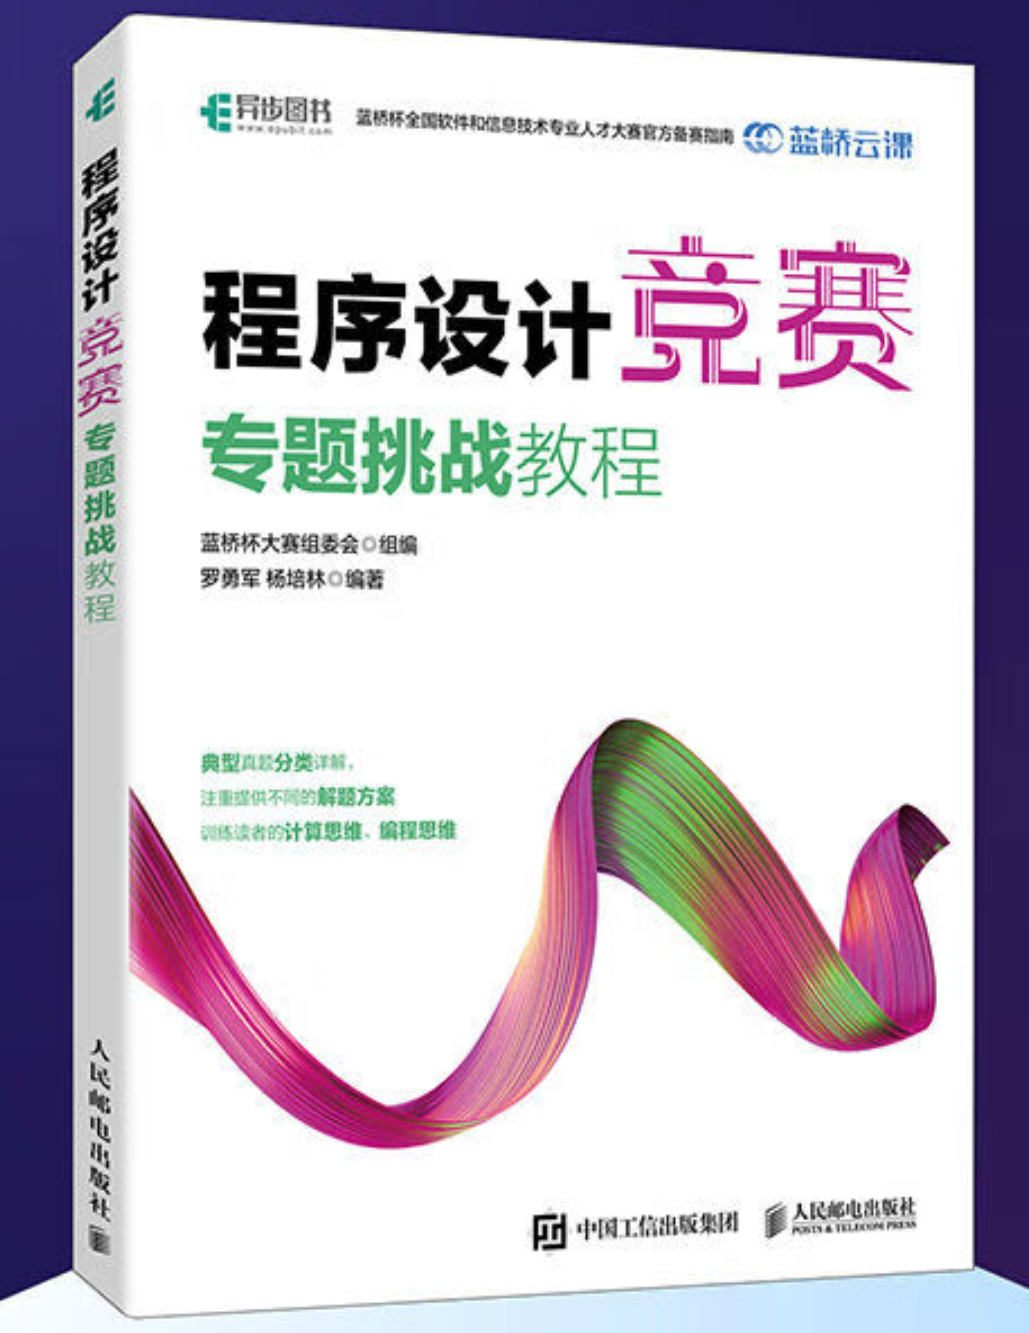 异步图书
www.epubit.com
蓝桥杯全国软件和信息技术专业人才大赛官方备赛指南
蓝桥云课
程序设计竞赛
专题挑战教程
蓝桥杯大赛组委会 组编
罗勇军 杨培林 编著
典型真题分类详解，
注重提供不同的解题方案
训练读者的计算思维、编程思维
中国工信出版集团
人民邮电出版社
POSTS & TELECOM PRESS
程序设计竞赛专题挑战教程
人民邮电出版社